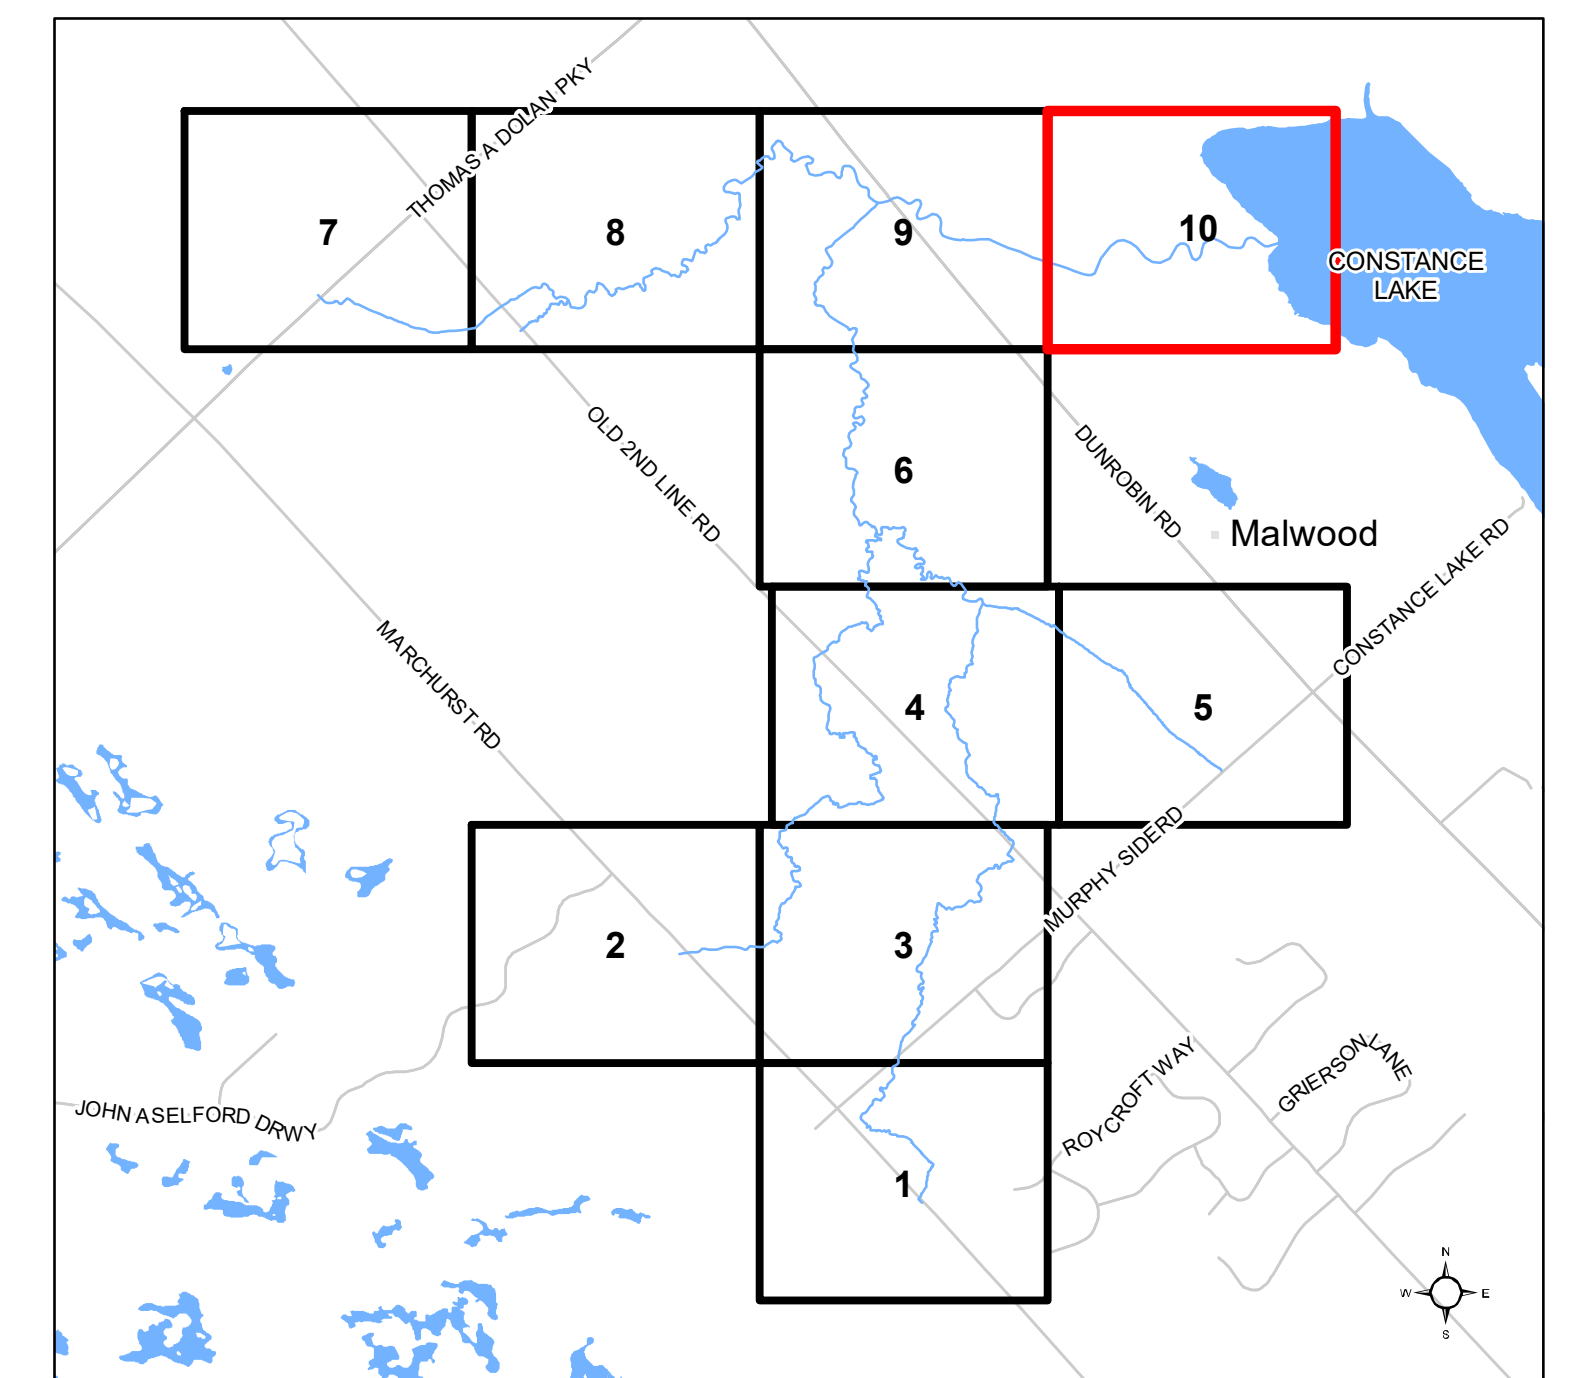 THOMAS A DOLAN PKY
7
8
9
10
CONSTANCE
LAKE
OLD 2ND LINE RD
6
DUNROBIN RD
Malwood
CONSTANCE LAKE RD
MARCHURST RD
4
5
MURPHY SIDERD
2
3
JOHN ASELFORD DRWY
ROYCROFT WAY
GRIERSON LANE
1
N
W
E
S